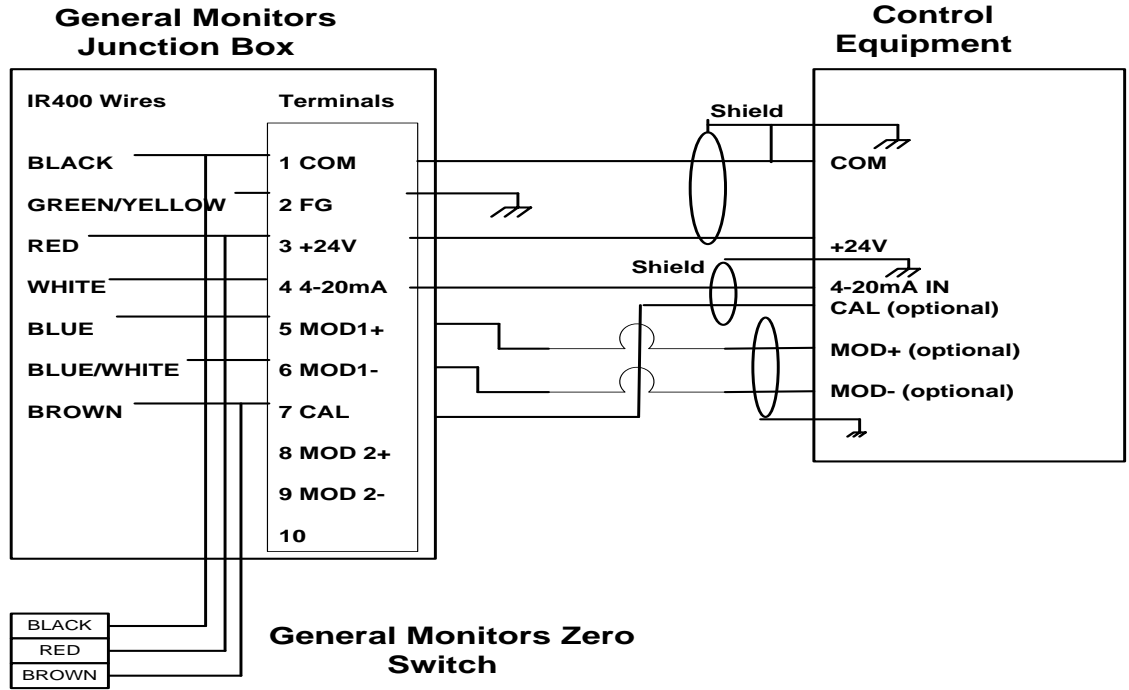 General Monitors
Junction Box
Control
Equipment
IR400 Wires
Terminals
Shield
BLACK
1 COM
COM
GREEN/YELLOW
2 FG
RED
3 +24V
+24V
Shield
WHITE
4 4-20mA
4-20mA IN
CAL (optional)
BLUE
5 MOD1+
MOD+ (optional)
BLUE/WHITE
6 MOD1-
MOD- (optional)
BROWN
7 CAL
8 MOD 2+
9 MOD 2-
10
BLACK
RED
BROWN
General Monitors Zero
Switch